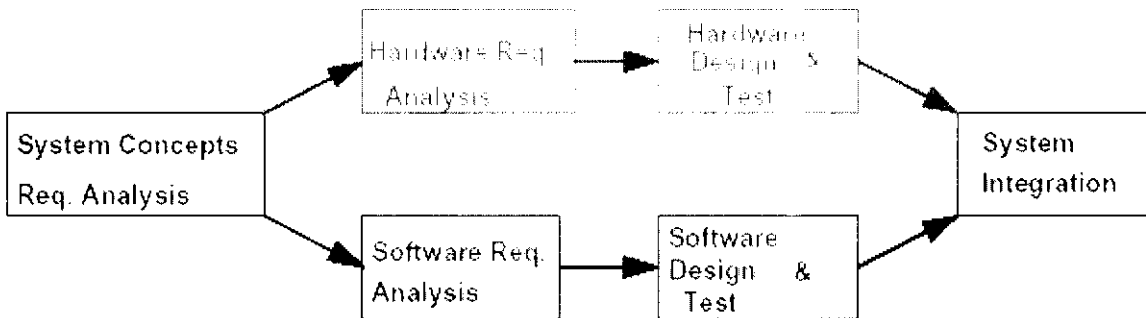 System Concepts
Req. Analysis
Hardware Req
Analysis
Hardware
Design &
Test
Software Req.
Analysis
Software
Design &
Test
System
Integration